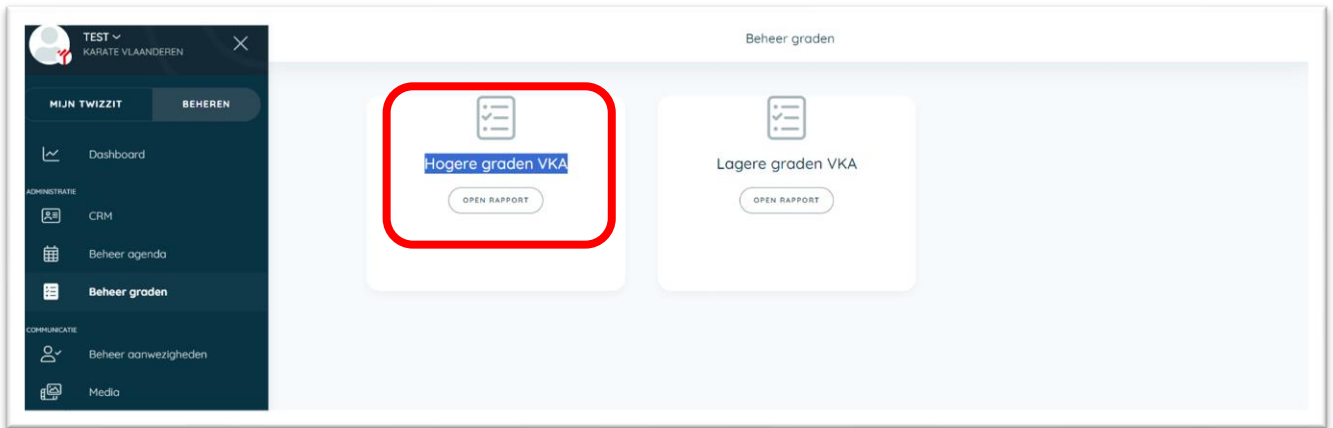 TEST
KARATE VLAANDEREN
MIJN TWIZZIT
BEHEREN
Dashboard
ADMINISTRATIE
CRM
Beheer agenda
Beheer graden
COMMUNICATIE
Beheer aanwezigheden
Media
Beheer graden
Hogere graden VKA
OPEN RAPPORT
Lagere graden VKA
OPEN RAPPORT